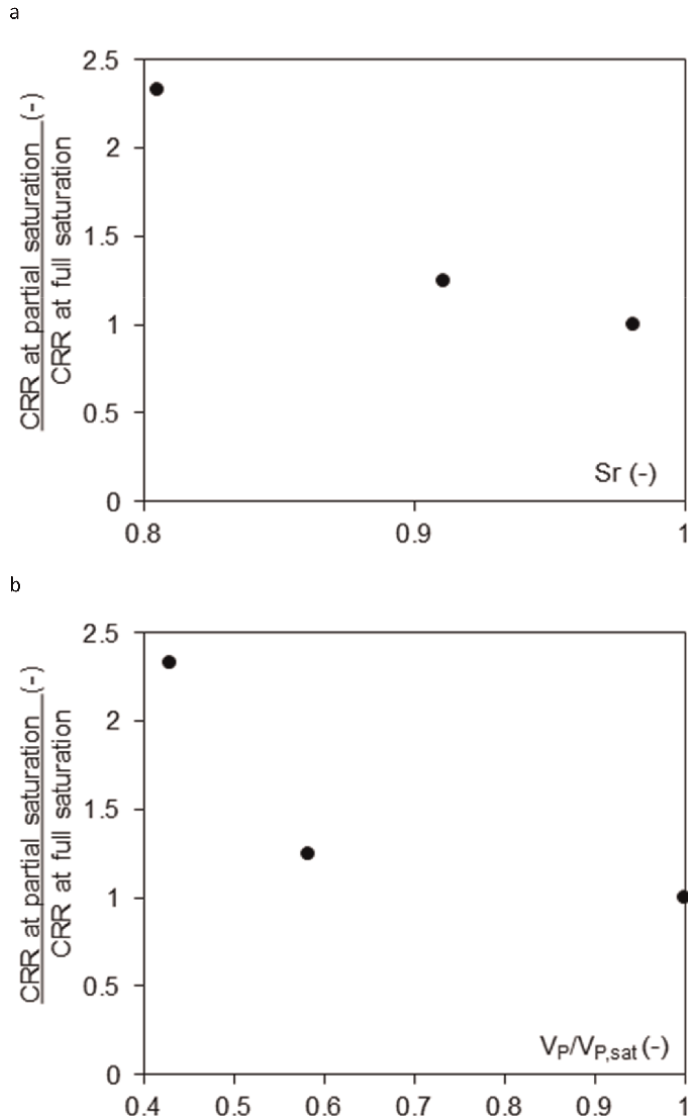 a
CRR at partial saturation (-)
CRR at full saturation
2.5
2
1.5
1
0.5
0
Sr (-)
0.8 0.9 1
b
CRR at partial saturation (-)
CRR at full saturation
2.5
2
1.5
1
0.5
0
VP/VP,sat (-)
0.4 0.5 0.6 0.7 0.8 0.9 1